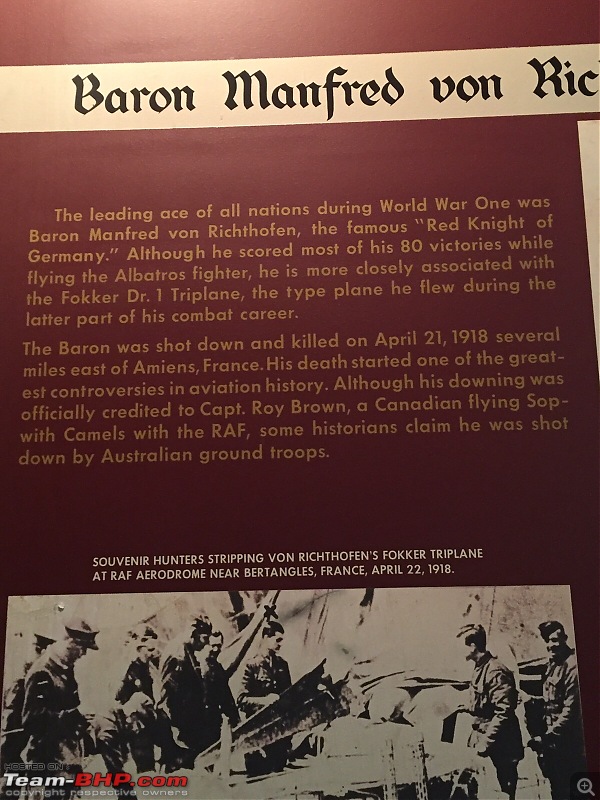 Baron Manfred von Ric
The leading ace of all nations during World War One was
Baron Manfred von Richthofen, the famous "Red Knight of
Germany." Although he scored most of his 80 victories while
flying the Albatros fighter, he is more closely associated with
the Fokker Dr. 1 Triplane, the type plane he flew during the
latter part of his combat career.
The Baron was shot down and killed on April 21, 1918 several
miles east of Amiens, France. His death started one of the great-
est controversies in aviation history. Although his downing was
officially credited to Capt. Roy Brown, a Canadian flying Sop-
with Camels with the RAF, some historians claim he was shot
down by Australian ground troops.
SOUVENIR HUNTERS STRIPPING VON RICHTHOFEN'S FOKKER TRIPLANE
AT RAF AERODROME NEAR BERTANGLES, FRANCE, APRIL 22, 1918.
HOSTED ON
Team-BHP.com
copyright respective owners